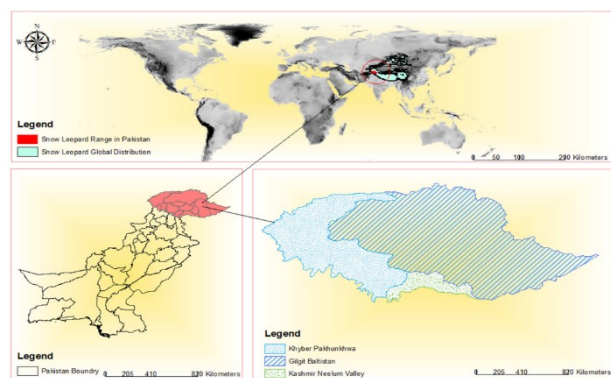 N
W E
S
Legend
Snow Leopard Range in Pakistan
Snow Leopard Global Distribution
0 50 100 200 Kilometers
Legend
Pakistan Boundry
0 205 410 820 Kilometers
Legend
Khyber Pakhunkhwa
Gilgit Baltistan
Kashmir Neelum Valley
0 205 410 820 Kilometers